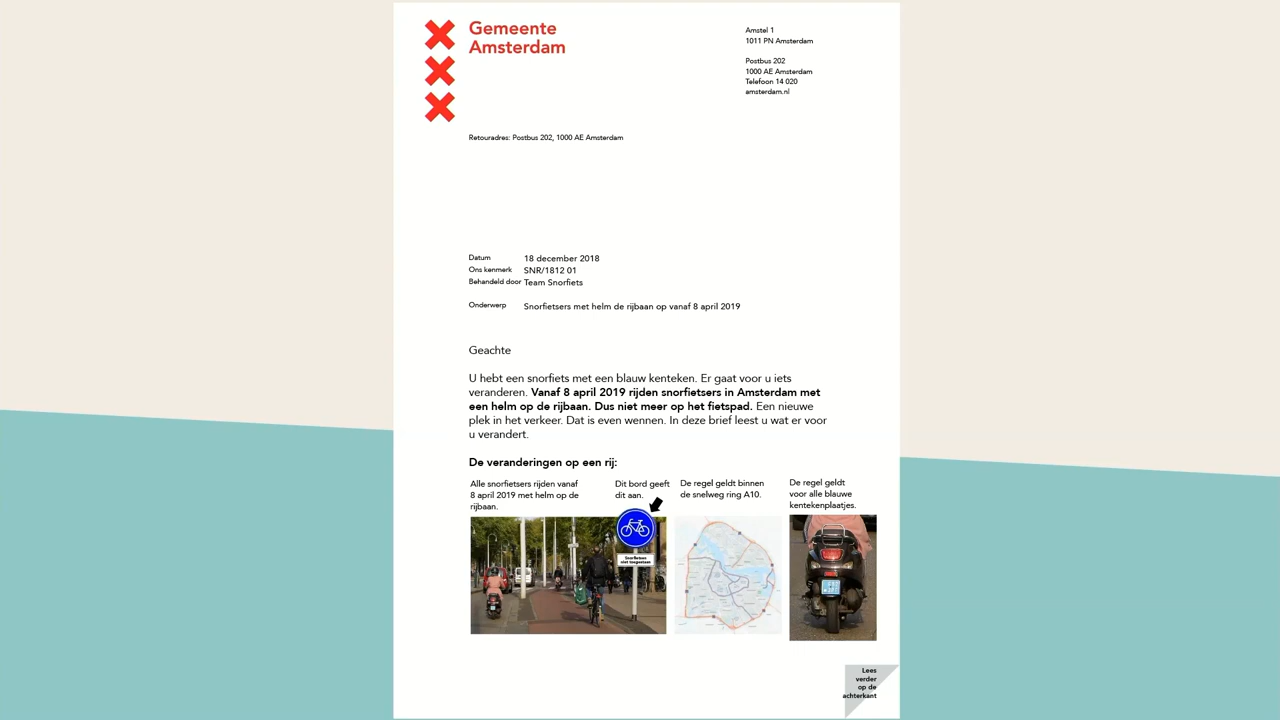 Gemeente
Amsterdam
Amstel 1
1011 PN Amsterdam
Postbus 202
1000 AE Amsterdam
Telefoon 14 020
amsterdam.nl
Retouradres: Postbus 202, 1000 AE Amsterdam
Datum 18 december 2018
Ons kenmerk SNR/1812 01
Behandeld door Team Snorfiets
Onderwerp Snorfietsers met helm de rijbaan op vanaf 8 april 2019
Geachte
U hebt een snorfiets met een blauw kenteken. Er gaat voor u iets
veranderen. Vanaf 8 april 2019 rijden snorfietsers in Amsterdam met
een helm op de rijbaan. Dus niet meer op het fietspad. Een nieuwe
plek in het verkeer. Dat is even wennen. In deze brief leest u wat er voor
u verandert.
De veranderingen op een rij:
Alle snorfietsers rijden vanaf
8 april 2019 met helm op de
rijbaan.
Dit bord geeft
dit aan.
Snorfietsen
niet toegestaan
De regel geldt binnen
de snelweg ring A10.
De regel geldt
voor alle blauwe
kentekenplaatjes.
Lees
verder
op de
achterkant